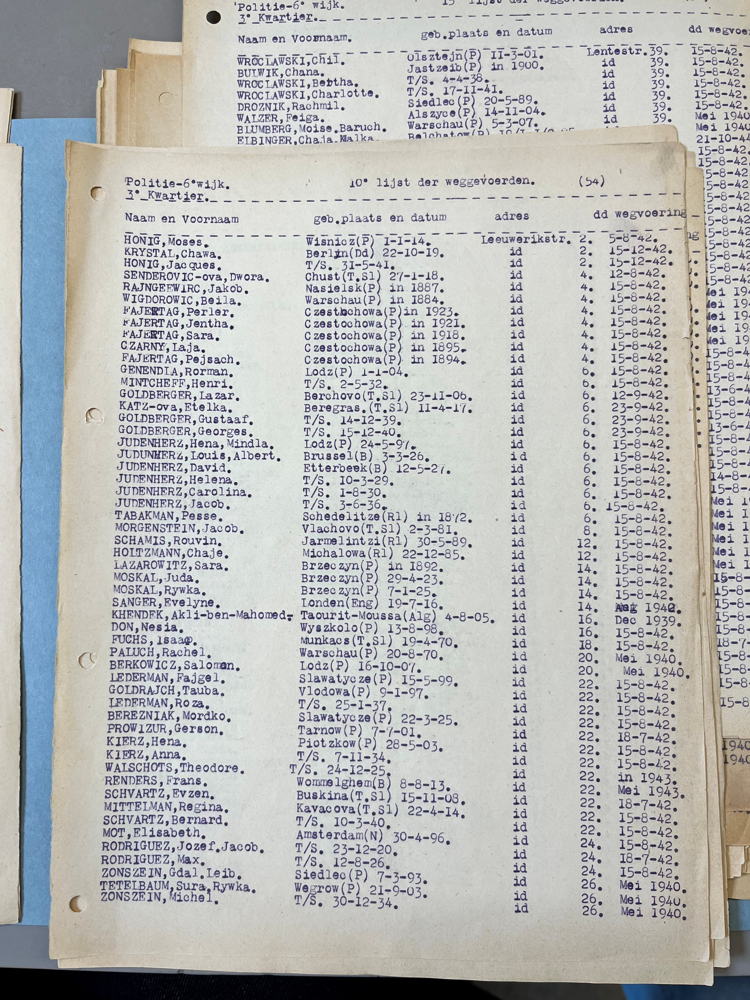 'Politie-6° wijk.
3° Kwartier.
Naam en Voornaam. geb.plaats en datum adres dd wegvoe
WROCLAWSKI,Chil. Olsztejn(P) II-3-01. Lentestr.39. 15-8-42.
BULWIK,Chana. Jastzeib(P) in 1900. id 39. 15-8-42.
WROCLAWSKI,Bertha. T/S. 4-4-38. id 39. 15-8-42.
WROCLAWSKI,Charlotte. T/S. 17-11-41. id 39. 15-8-42.
DROZNIK,Rachmil. Siedlec(P) 20-5-89. id 39. 15-8-42.
WALZER,Feiga. Alszyce(P) 14-11-04. id 39. Mei 1940
BLUMBERG,Moise.Baruch. Warschau(P) 5-3-07. id 39. 21-10-44
ELBINGER,Chaja.Malka. 15-8-42.
Politie-6°wijk. 10° lijst der weggevoerden. (54)
3° Kwartier.
Naam en Voornaam geb.plaats en datum adres dd wegvoering
HONIG,Moses. Wisnicz(P) 1-1-14. Leeuwerikstr. 2. 5-8-42.
KRYSTAL,Chawa. Berlin(Dd) 22-10-19. id 2. 15-12-42.
HONIG,Jacques. T/S. 31-5-41. id 2. 15-12-42.
SENDEROVIC-ova,Dwora. Chust(T.Sl) 27-1-18. id 4. 12-8-42.
RAJNGEWIRC,Jakob. Nasielsk(P) in 1887. id 4. 15-8-42.
WIGDOROWIC,Beila. Warschau(P) in 1884. id 4. 15-8-42.
FAJERTAG,Perler. Czestochowa(P)in 1923. id 4. 15-8-42.
FAJERTAG,Jentha. Czestochowa(P) in 1921. id 4. 15-8-42.
FAJERTAG,Sara. Czestochowa(P) in 1918 id 4. 15-8-42.
CZARNY,Laja. Czestochowa(P) in 1895. id 4. 15-8-42.
FAJERTAG,Pejsach. Czestochowa(P) in 1894. id 4. 15-8-42.
GENENDLA,Rorman. Lodz(P) 1-1-04. id 6. 15-8-42.
MINTCHEFF,Henri. T/S. 2-5-32. id 6. 15-8-42.
GOLDBERGER,Lazar. Berchovo(T.Sl) 23-11-06. id 6. 12-9-42.
KATZ-ova,Etelka. Beregras.(T.Sl) 11-4-17. id 6. 23-9-42.
GOLDBERGER,Gustaaf. T/S. 14-12-39. id 6. 23-9-42.
GOLDBERGER,Georges. T/S. 15-12-40. id 6. 23-9-42.
JUDENHERZ,Hena,Mindla. Lodz(P) 24-5-97. id 6. 15-8-42.
JUDUNHERZ,Louis,Albert. Brussel(B) 3-3-26. id 6. 15-8-42.
JUDENHERZ,David. Etterbeek(B) 12-5-27. id 6. 15-8-42.
JUDENHERZ,Helena. T/S. 10-3-29. id 6. 15-8-42.
JUDENHERZ,Carolina. T/S. 1-8-30. id 6. 15-8-42.
JUDENHERZ,Jacob. T/S. 3-6-36. id 6. 15-8-42.
TABAKMAN,Pesse. Schedelitze(Rl) in 1872. id 6. 15-8-42.
MORGENSTEIN,Jacob. Vlachovo(T.Sl) 2-3-81. id 8. 15-8-42.
SCHAMIS,Rouvin. Jarmelintzi(Rl) 30-5-89. id 12. 15-8-42.
HOLTZMANN,Chaje. Michalowa(Rl) 22-12-85. id 12. 15-8-42.
LAZAROWITZ,Sara. Brzeczyn(P) in 1892. id 14. 15-8-42.
MOSKAL,Juda. Brzeczyn(P) 29-4-23. id 14. 15-8-42.
MOSKAL,Rywka. Brzeczyn(P) 7-1-25. id 14. 15-8-42.
SANGER,Evelyne. Londen(Eng) 19-7-16. id 14. Aug 1942.
KHENDEK,Akli-ben-Mahomed. Taourit-Moussa(Alg) 4-8-05. id 16. Dec 1939.
DON,Nesia. Wyszkolo(P) 13-8-98. id 16. 15-8-42.
FUCHS,Isaac. Munkacs(T.Sl) 19-4-70. id 18. 15-8-42.
PALUCH,Rachel. Warschau(P) 20-8-70. id 20. Mei 1940.
BERKOWICZ,Saloman. Lodz(P) 16-10-07. id 20. Mei 1940.
LEDERMAN,Fajgel. Slawatycze(P) 15-5-99. id 22. 15-8-42.
GOLDRAJCH,Tauba. Vlodowa(P) 9-1-97. id 22. 15-8-42.
LEDERMAN,Roza. T/S. 25-1-37. id 22. 15-8-42.
BEREZNIAK,Mordko. Slawatycze(P) 22-3-25. id 22. 15-8-42.
PROWIZUR,Gerson. Tarnow(P) 7-7-01. id 22. 18-7-42.
KIERZ,Hena. Piotzkow(P) 28-5-03. id 22. 15-8-42.
KIERZ,Anna. T/S. 7-11-34. id 22. 15-8-42.
WALSCHOTS,Theodore. T/S. 24-12-25. id 22. in 1943.
RENDERS,Frans. Wommelghem(B) 8-8-13. id 22. Mei 1943.
SCHVARTZ,Evzen. Buskina(T.Sl) 15-11-08. id 22. 18-7-42.
MITTELMAN,Regina. Kavacova(T.Sl) 22-4-14. id 22. 15-8-42.
SCHVARTZ,Bernard. T/S. 10-3-40. id 22. 15-8-42.
MOT,Elisabeth. Amsterdam(N) 30-4-96. id 24. 15-8-42.
RODRIGUEZ,Jozef.Jacob. T/S. 23-12-20. id 24. 18-7-42.
RODRIGUEZ,Max. T/S. 12-8-26. id 24. 15-8-42.
ZONSZEIN,Gdal.Leib. Siedlec(P) 7-3-93. id 26. Mei 1940.
TETELBAUM,Sura,Rywka. Wegrow(P) 21-9-03. id 26. Mei 1940.
ZONSZEIN,Michel. T/S. 30-12-34. id 26. Mei 1940.